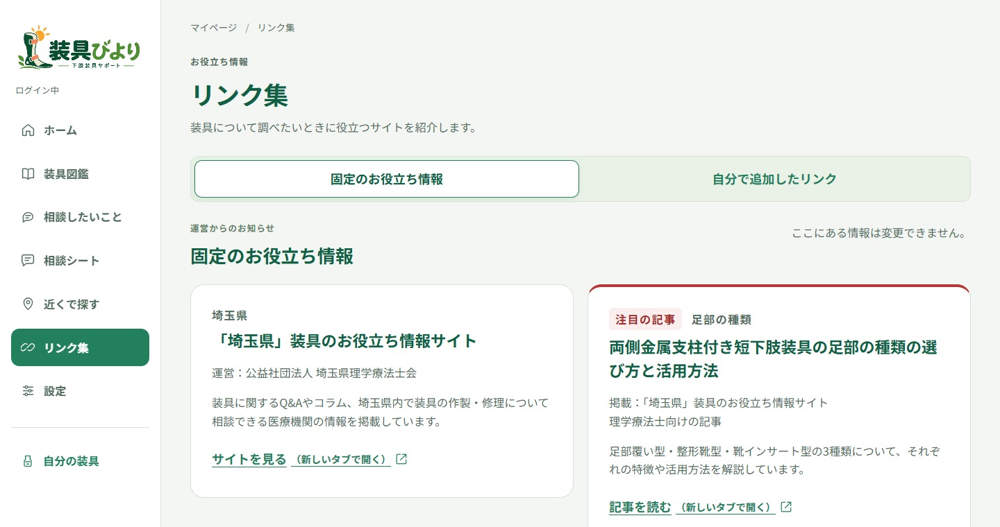 装具びより
下肢装具サポート
ログイン中
ホーム
装具図鑑
相談したいこと
相談シート
近くで探す
リンク集
設定
自分の装具
マイページ / リンク集
お役立ち情報
リンク集
装具について調べたいときに役立つサイトを紹介します。
固定のお役立ち情報
自分で追加したリンク
運営からのお知らせ
固定のお役立ち情報
ここにある情報は変更できません。
埼玉県
「埼玉県」装具のお役立ち情報サイト
運営：公益社団法人 埼玉県理学療法士会
装具に関するQ&Aやコラム、埼玉県内で装具の作製・修理について
相談できる医療機関の情報を掲載しています。
サイトを見る （新しいタブで開く）
注目の記事 足部の種類
両側金属支柱付き短下肢装具の足部の種類の選
び方と活用方法
掲載：「埼玉県」装具のお役立ち情報サイト
理学療法士向けの記事
足部覆い型・整形靴型・靴インサート型の3種類について、それぞ
れの特徴や活用方法を解説しています。
記事を読む （新しいタブで開く）